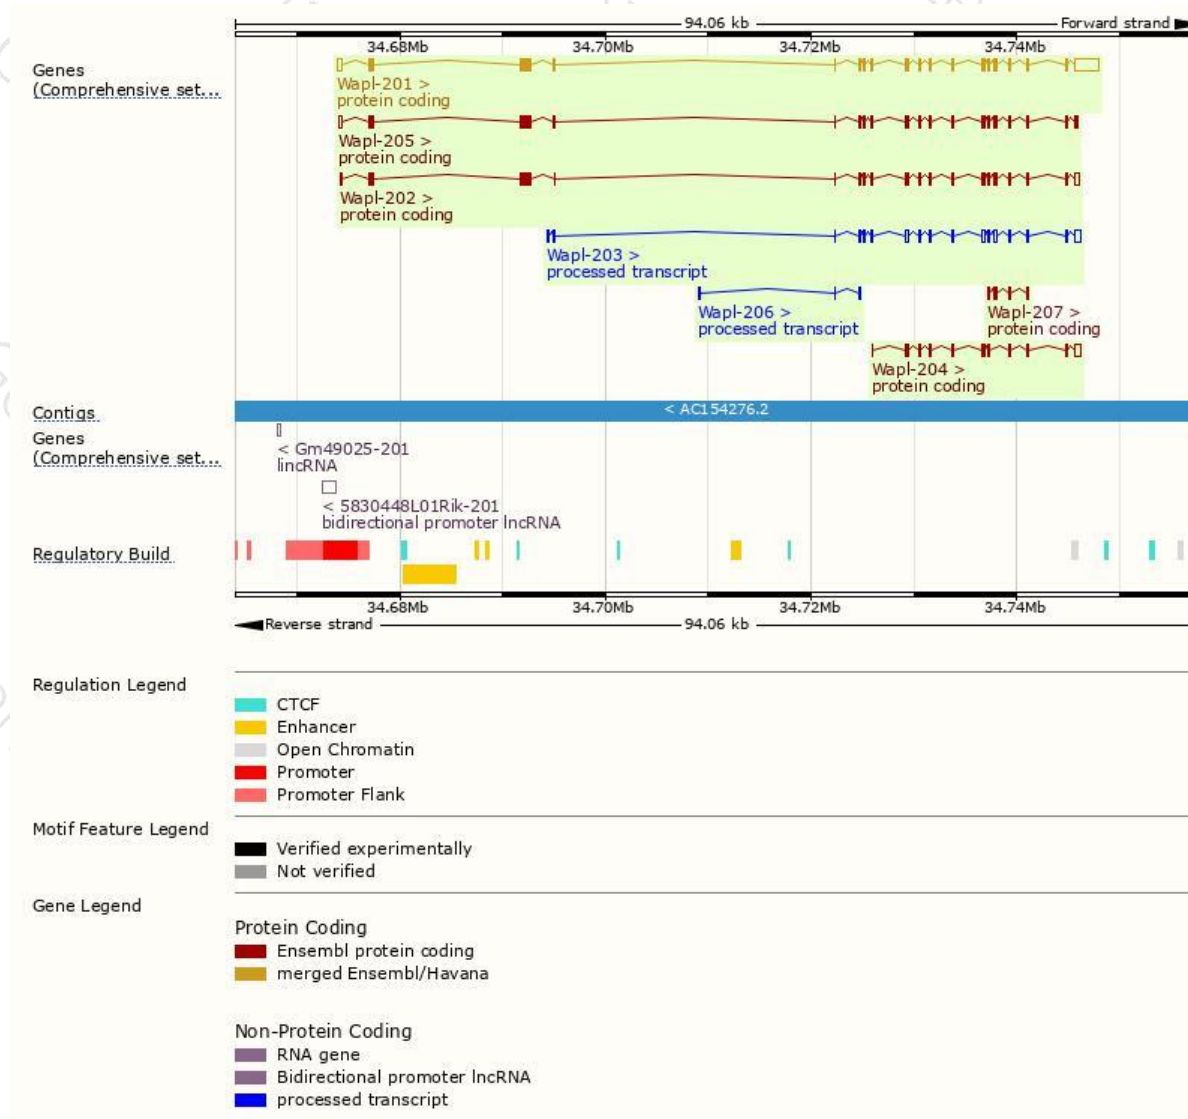 94.06 kb Forward strand
34.68Mb 34.70Mb 34.72Mb 34.74Mb
Genes
(Comprehensive set...
Wapl-201 >
protein coding
Wapl-205 >
protein coding
Wapl-202 >
protein coding
Wapl-203 >
processed transcript
Wapl-206 > Wapl-207 >
processed transcript protein coding
Wapl-204 >
protein coding
Contigs < AC154276.2
Genes
(Comprehensive set...
< Gm49025-201
lincRNA
< 5830448L01Rik-201
bidirectional promoter lncRNA
Regulatory Build
34.68Mb 34.70Mb 34.72Mb 34.74Mb
Reverse strand 94.06 kb
Regulation Legend
CTCF
Enhancer
Open Chromatin
Promoter
Promoter Flank
Motif Feature Legend
Verified experimentally
Not verified
Gene Legend
Protein Coding
Ensembl protein coding
merged Ensembl/Havana
Non-Protein Coding
RNA gene
Bidirectional promoter lncRNA
processed transcript